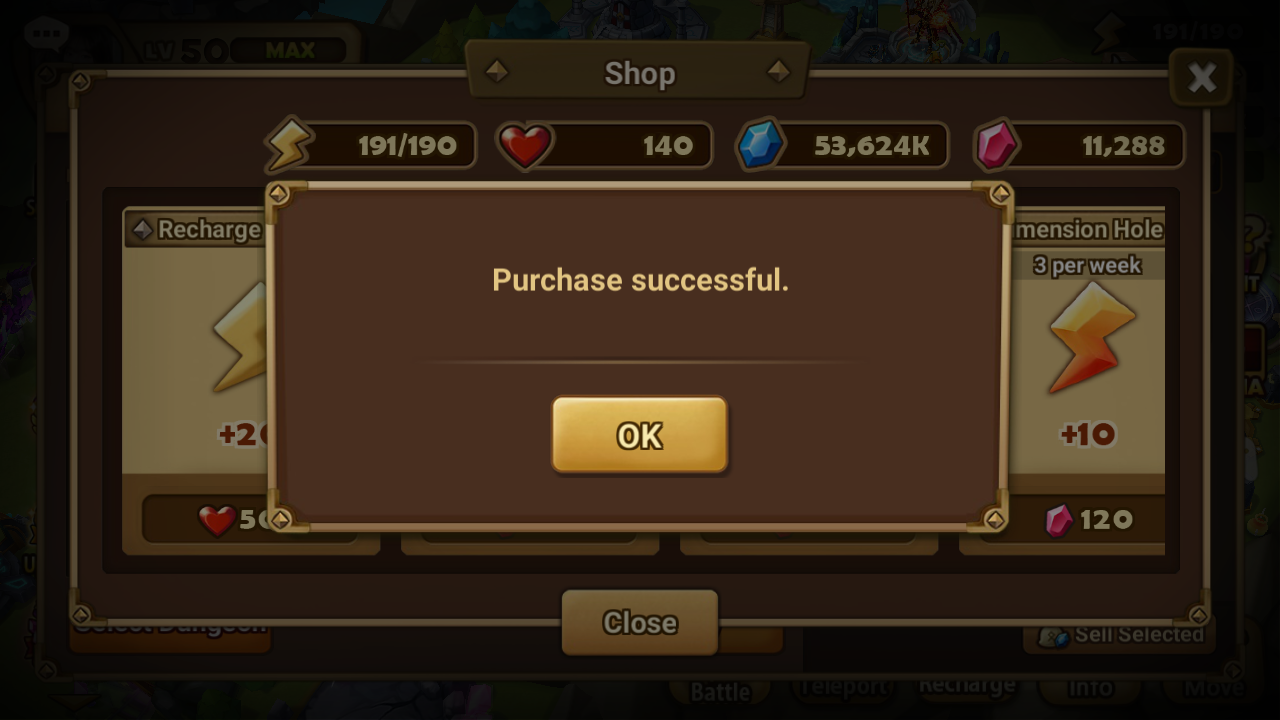 LV 50 MAX
191/190
Shop
191/190
140
53,624K
11,288
Recharge
mension Hole
3 per week
Purchase successful.
+20
+10
OK
50
120
Close
Select Dungeon
Sell Selected
Battle
Teleport
Recharge
Info
Move